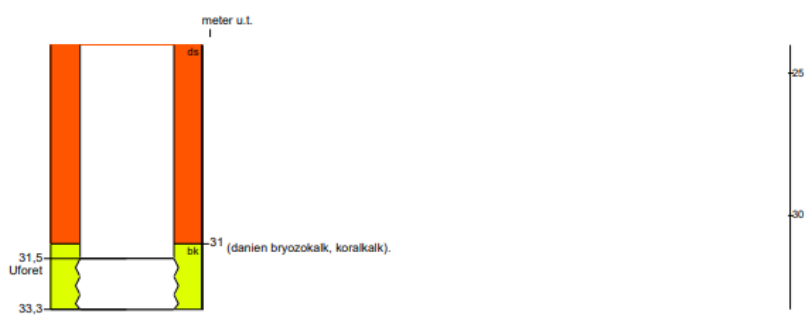 meter u.t.
ds
25
30
31 (danien bryozokalk, koralkalk).
bk
31,5
Uforet
33,3